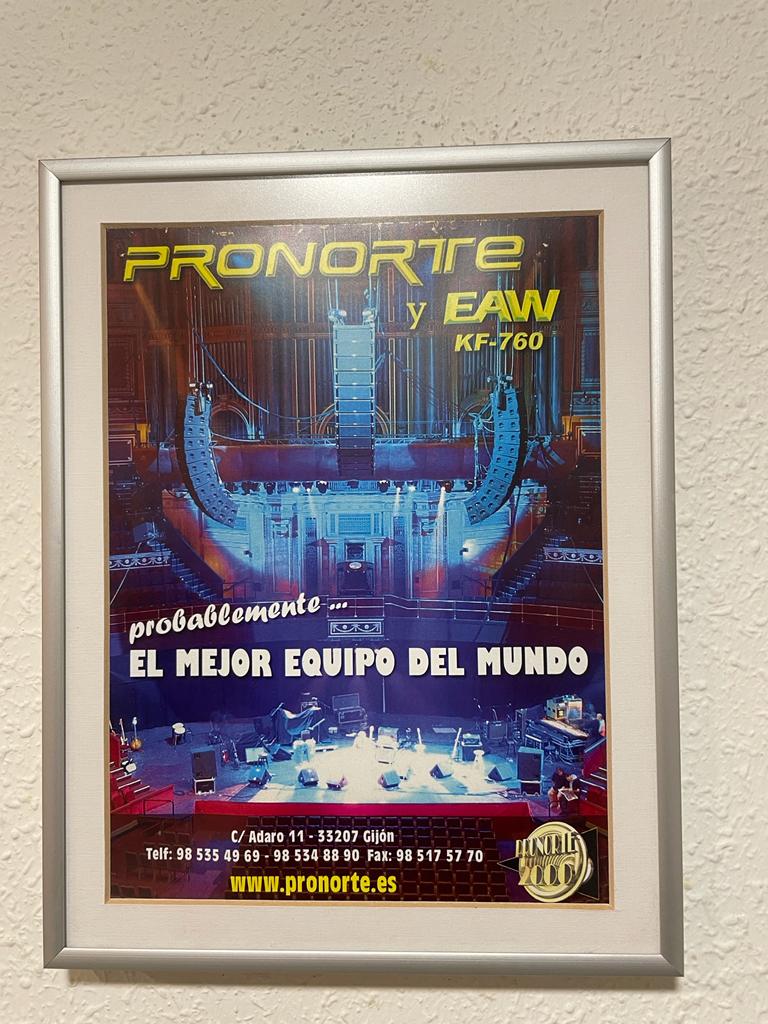 PRONORTE
y EAW
KF-760
probablemente ...
EL MEJOR EQUIPO DEL MUNDO
C/ Adaro 11 - 33207 Gijón
Telf: 98 535 49 69 - 98 534 88 90 Fax: 98 517 57 70
www.pronorte.es
PRONORTE
2000